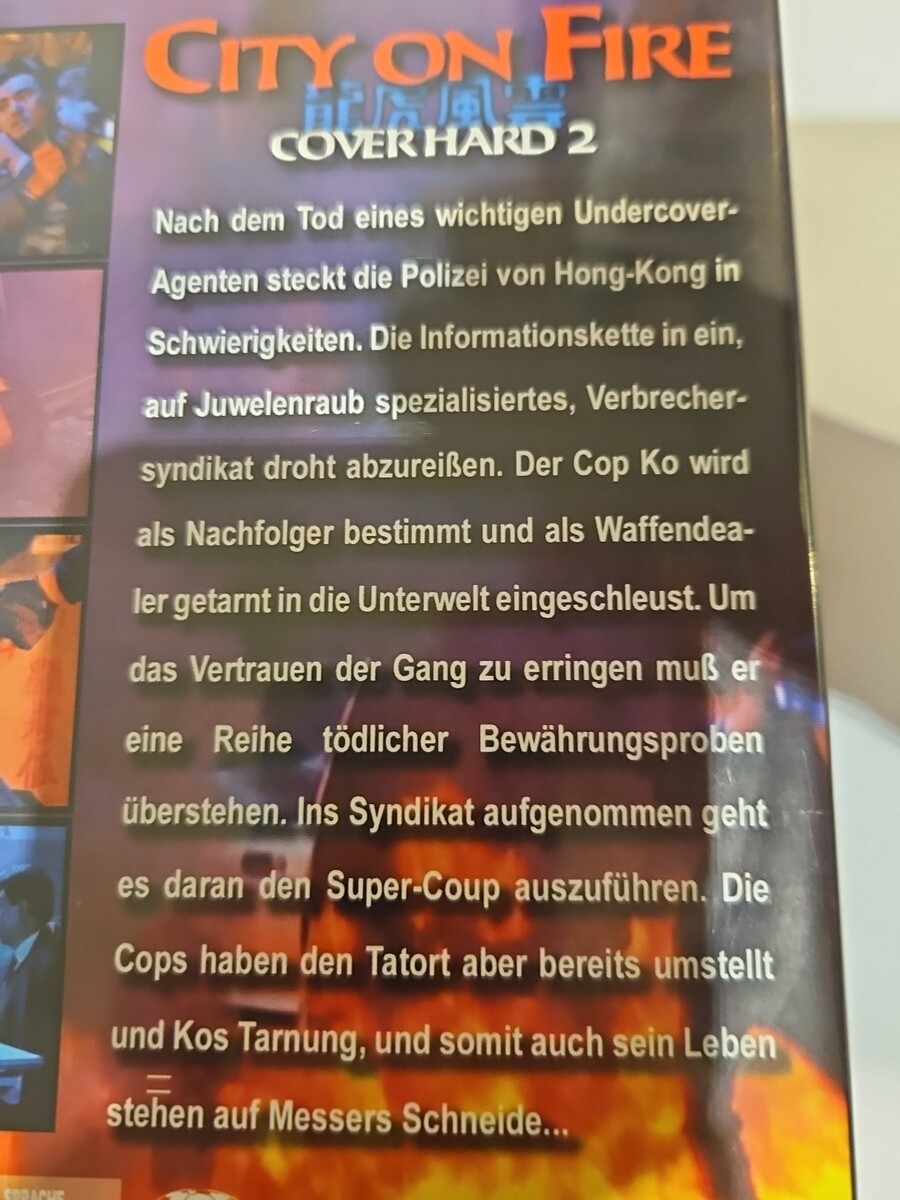 CITY ON FIRE
龍虎風雲
COVER HARD 2
Nach dem Tod eines wichtigen Undercover-
Agenten steckt die Polizei von Hong-Kong in
Schwierigkeiten. Die Informationskette in ein,
auf Juwelenraub spezialisiertes, Verbrecher-
syndikat droht abzureißen. Der Cop Ko wird
als Nachfolger bestimmt und als Waffendea-
ler getarnt in die Unterwelt eingeschleust. Um
das Vertrauen der Gang zu erringen muß er
eine Reihe tödlicher Bewährungsproben
überstehen. Ins Syndikat aufgenommen geht
es daran den Super-Coup auszuführen. Die
Cops haben den Tatort aber bereits umstellt
und Kos Tarnung, und somit auch sein Leben
stehen auf Messers Schneide...
SPRACHE